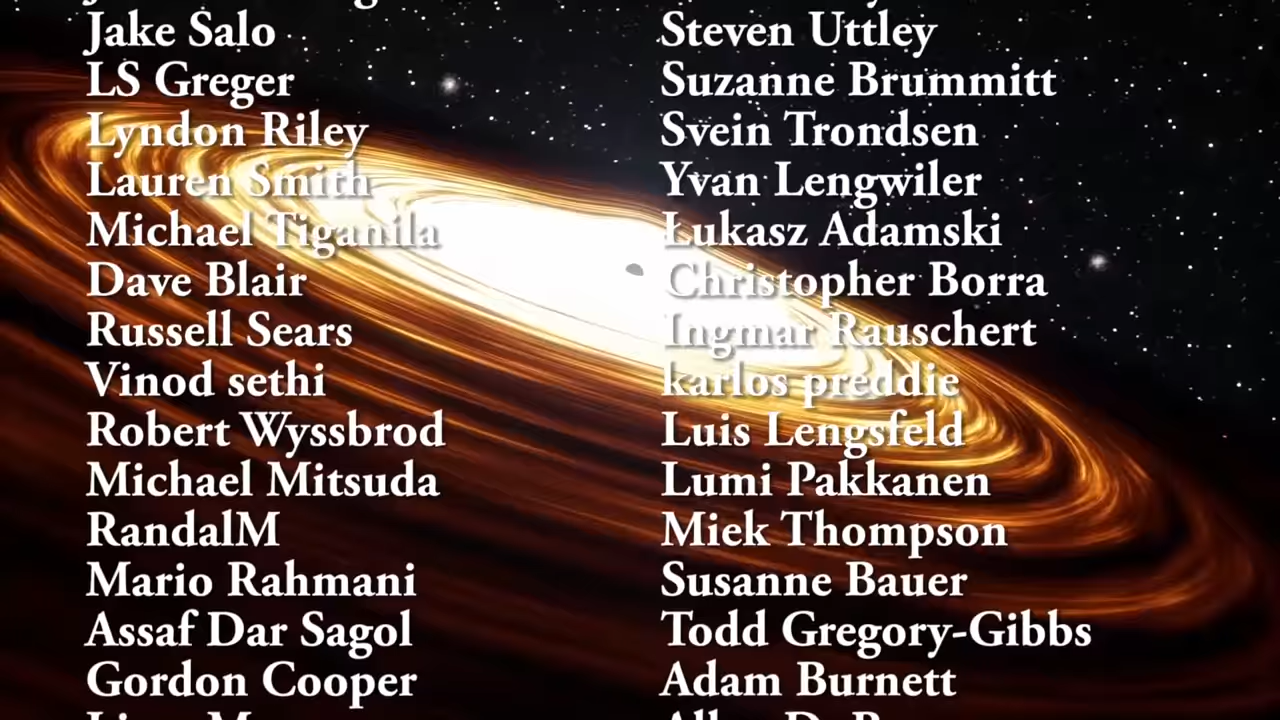 Jake Salo
LS Greger
Lyndon Riley
Lauren Smith
Michael Tiganila
Dave Blair
Russell Sears
Vinod sethi
Robert Wyssbrod
Michael Mitsuda
RandalM
Mario Rahmani
Assaf Dar Sagol
Gordon Cooper
Steven Uttley
Suzanne Brummitt
Svein Trondsen
Yvan Lengwiler
Łukasz Adamski
Christopher Borra
Ingmar Rauschert
karlos preddie
Luis Lengsfeld
Lumi Pakkanen
Miek Thompson
Susanne Bauer
Todd Gregory-Gibbs
Adam Burnett